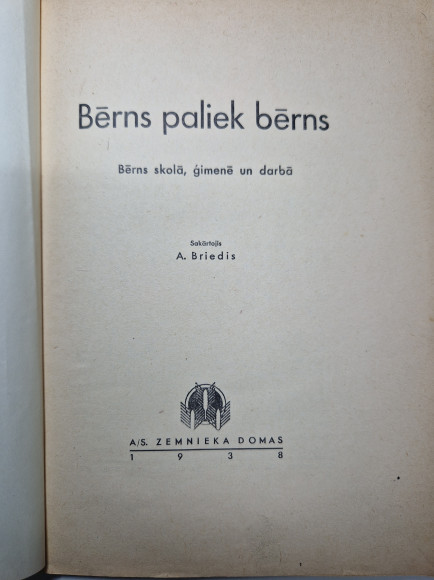 Bērns paliek bērns
Bērns skolā, ģimenē un darbā
Sakārtojis
A. Briedis
A/S. ZEMNIEKA DOMAS
1 9 3 8